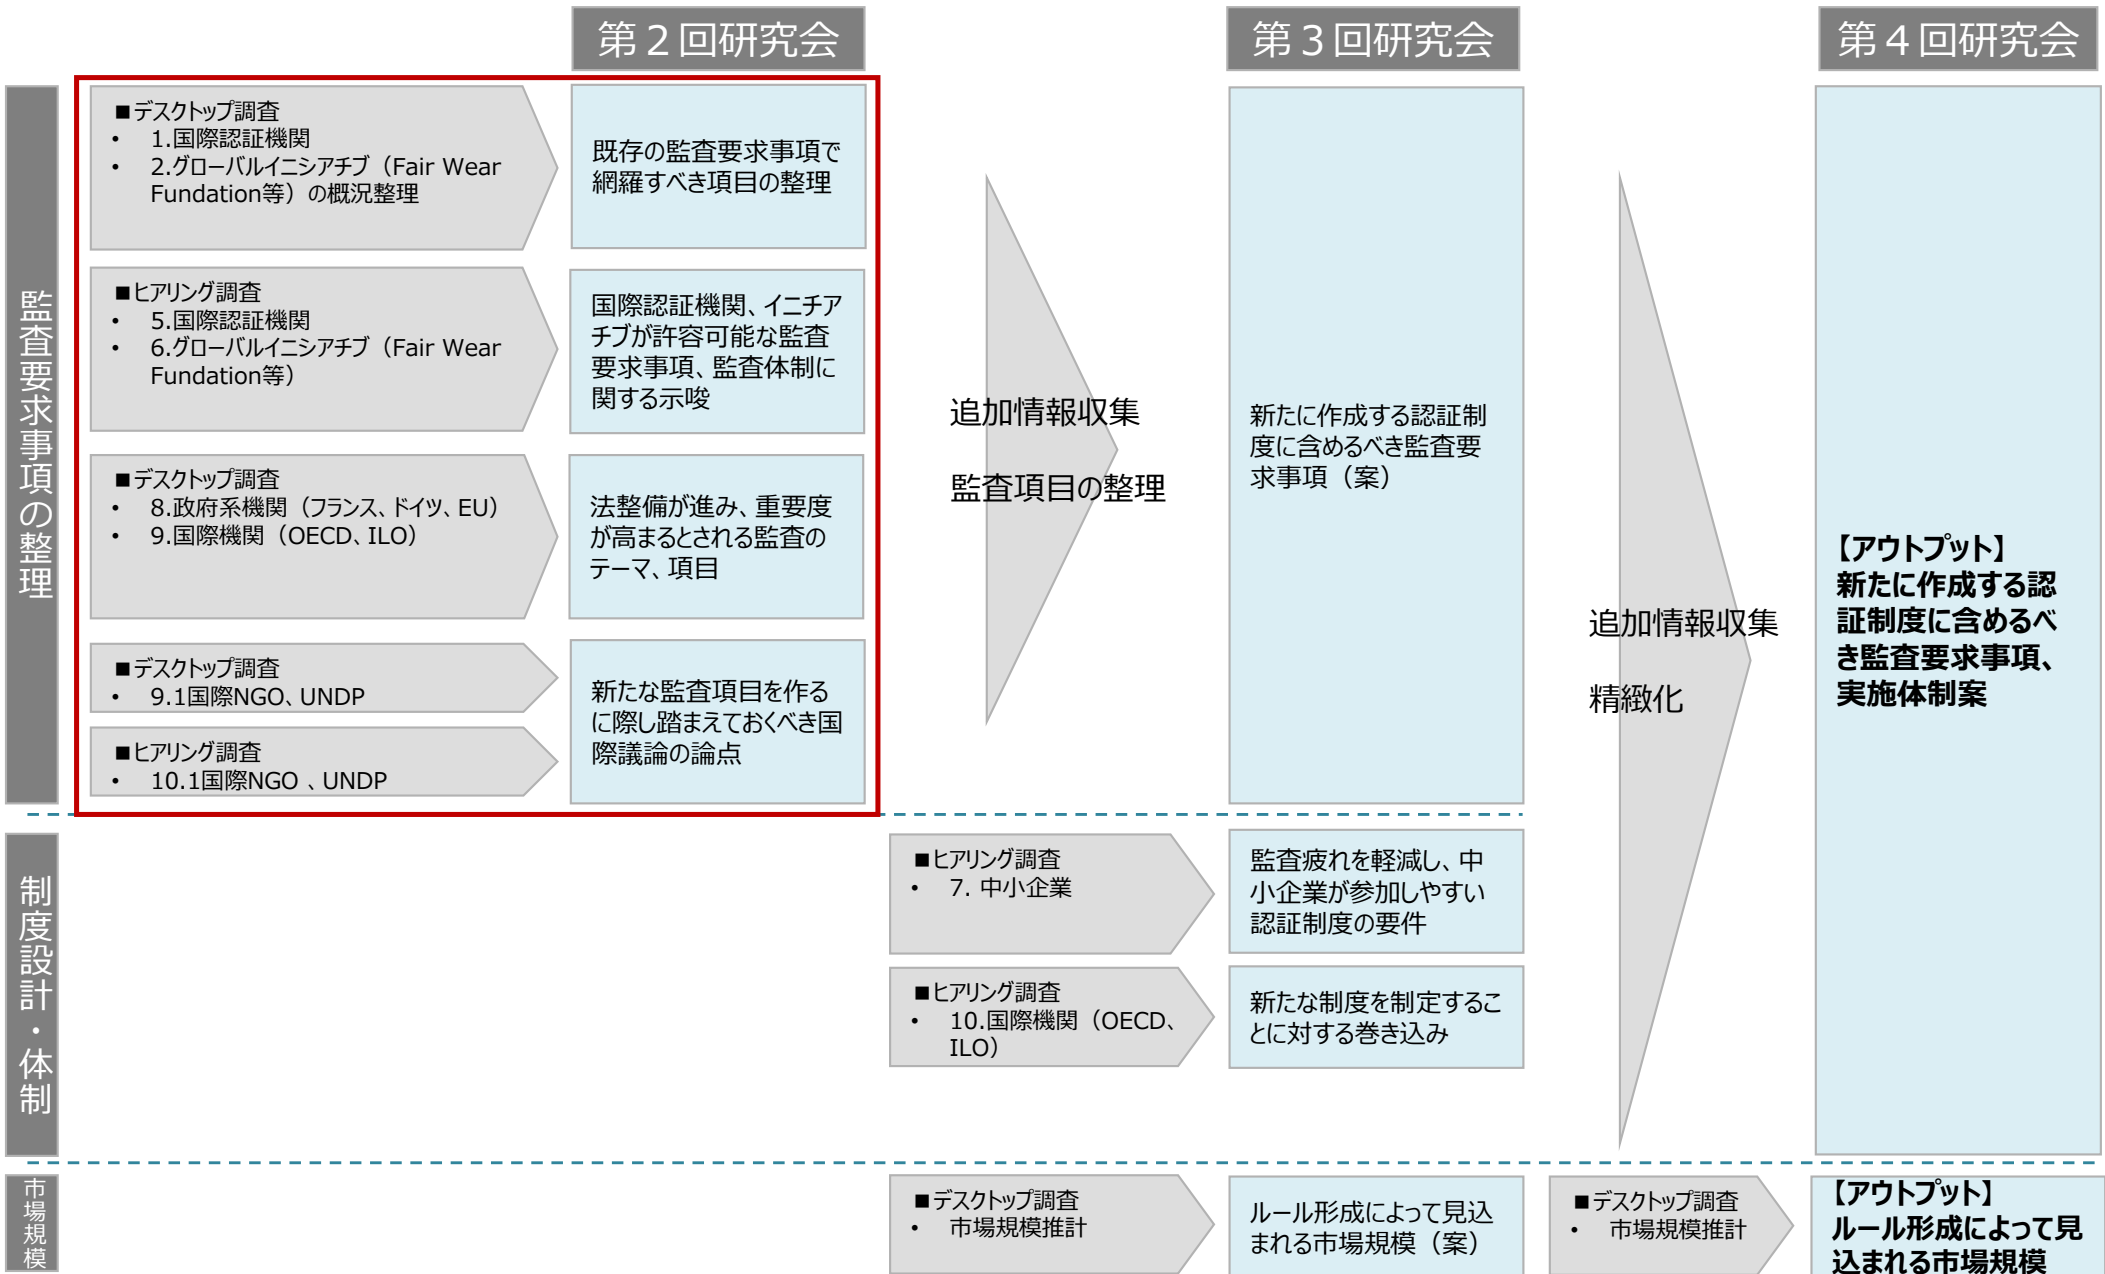 第２回研究会
第３回研究会
第４回研究会
監査要求事項の整理
■デスクトップ調査
• 1.国際認証機関
• 2.グローバルイニシアチブ（Fair Wear
Fundation等）の概況整理
既存の監査要求事項で
網羅すべき項目の整理
■ヒアリング調査
• 5.国際認証機関
• 6.グローバルイニシアチブ（Fair Wear
Fundation等）
国際認証機関、イニチア
チブが許容可能な監査
要求事項、監査体制に
関する示唆
■デスクトップ調査
• 8.政府系機関（フランス、ドイツ、EU）
• 9.国際機関（OECD、ILO）
法整備が進み、重要度
が高まるとされる監査の
テーマ、項目
■デスクトップ調査
• 9.1国際NGO、UNDP
■ヒアリング調査
• 10.1国際NGO 、UNDP
新たな監査項目を作る
に際し踏まえておくべき国
際議論の論点
追加情報収集
監査項目の整理
新たに作成する認証制
度に含めるべき監査要
求事項（案）
追加情報収集
精緻化
【アウトプット】
新たに作成する認
証制度に含めるべ
き監査要求事項、
実施体制案
制度設計・体制
■ヒアリング調査
• 7. 中小企業
監査疲れを軽減し、中
小企業が参加しやすい
認証制度の要件
■ヒアリング調査
• 10.国際機関（OECD、
ILO）
新たな制度を制定するこ
とに対する巻き込み
市場規模
■デスクトップ調査
• 市場規模推計
ルール形成によって見込
まれる市場規模（案）
■デスクトップ調査
• 市場規模推計
【アウトプット】
ルール形成によって見
込まれる市場規模